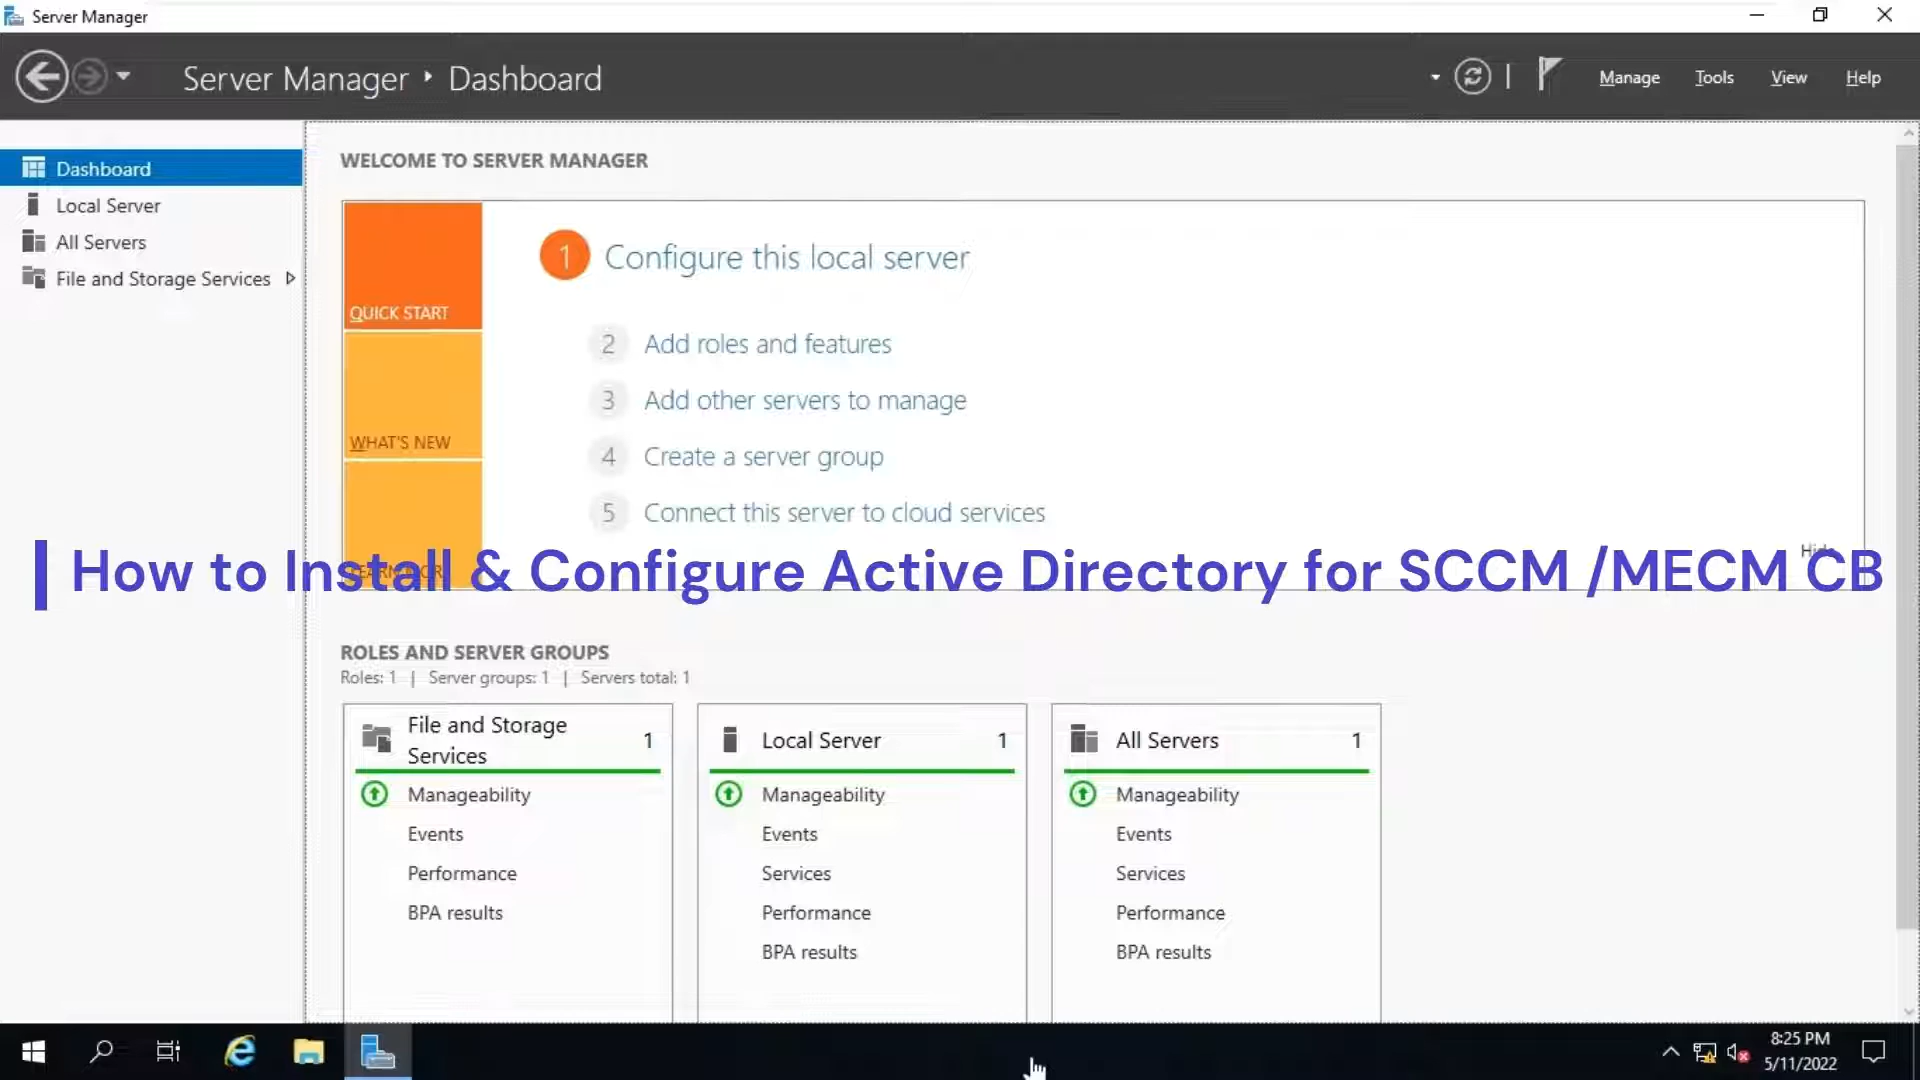 Server Manager
Server Manager ‣ Dashboard
Manage
Tools
View
Help
Dashboard
Local Server
All Servers
File and Storage Services
WELCOME TO SERVER MANAGER
QUICK START
WHAT'S NEW
LEARN MORE
1 Configure this local server
2 Add roles and features
3 Add other servers to manage
4 Create a server group
5 Connect this server to cloud services
Hide
How to Install & Configure Active Directory for SCCM /MECM CB
ROLES AND SERVER GROUPS
Roles: 1 | Server groups: 1 | Servers total: 1
File and Storage
Services
1
Manageability
Events
Performance
BPA results
Local Server 1
Manageability
Events
Services
Performance
BPA results
All Servers 1
Manageability
Events
Services
Performance
BPA results
8:25 PM
5/11/2022